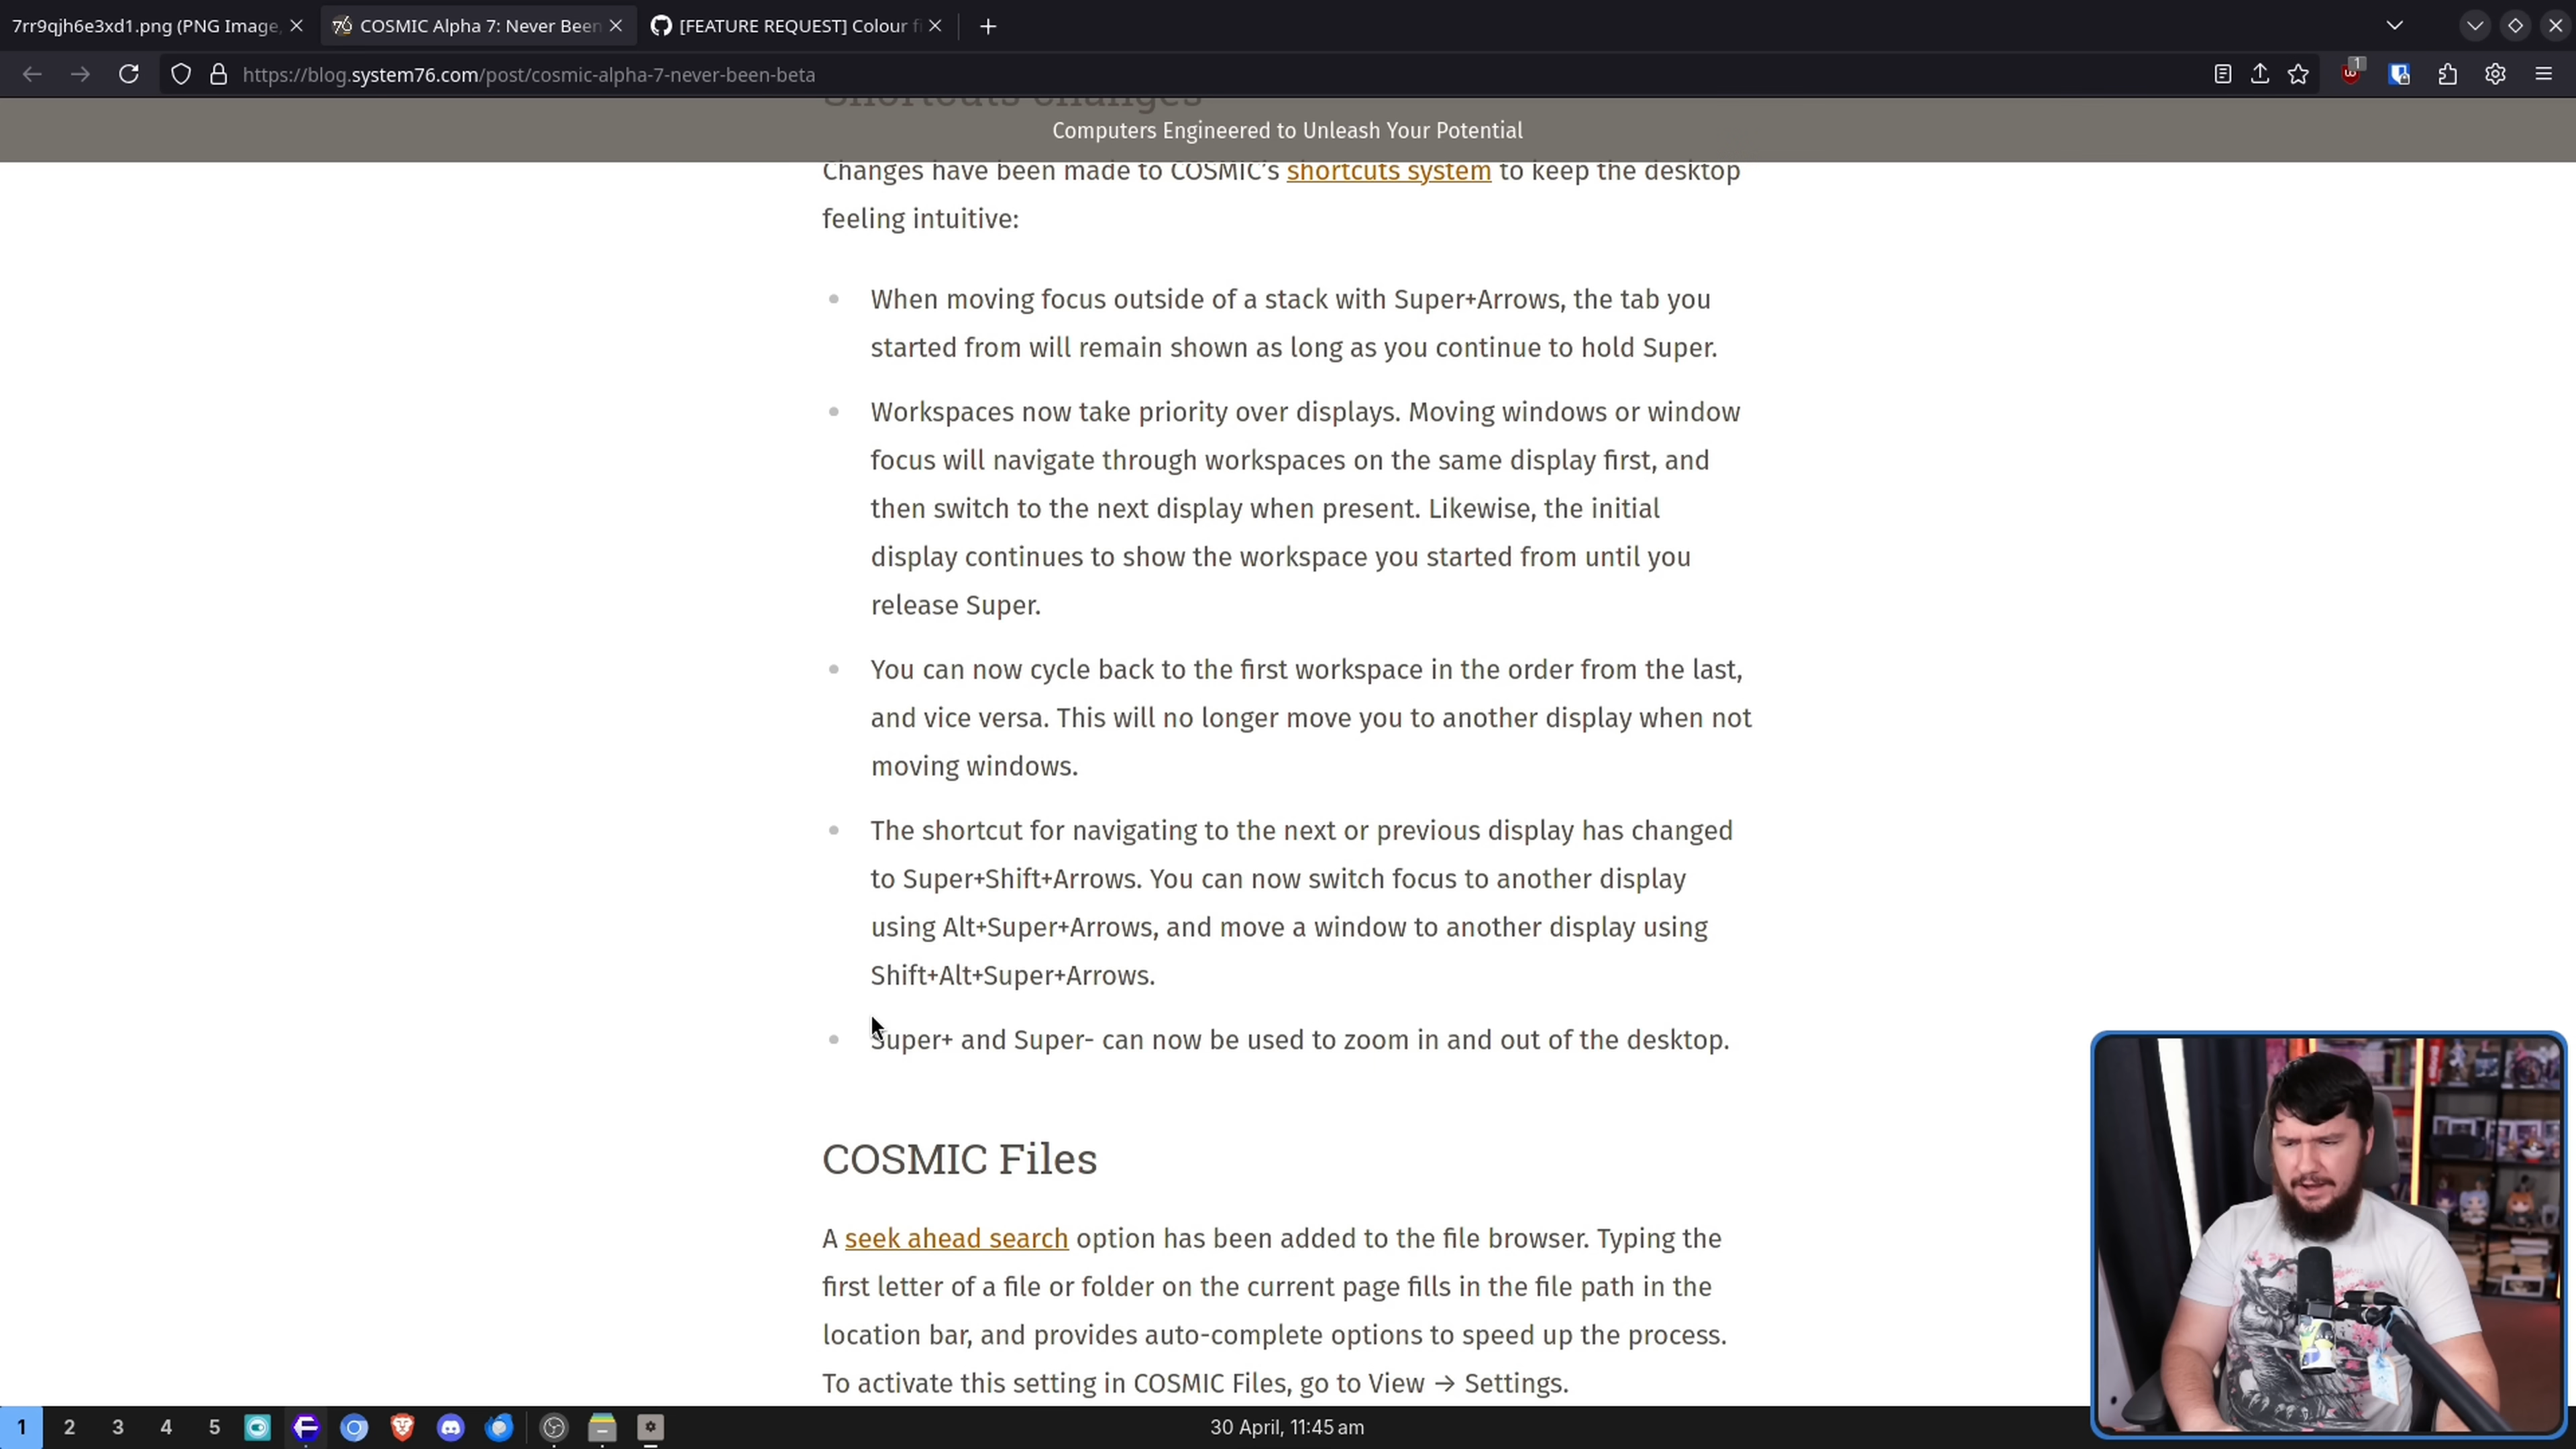 7rr9qjh6e3xd1.png (PNG Image,
COSMIC Alpha 7: Never Been
[FEATURE REQUEST] Colour fi
https://blog.system76.com/post/cosmic-alpha-7-never-been-beta
1
Shortcuts changes
Computers Engineered to Unleash Your Potential
Changes have been made to COSMIC’s shortcuts system to keep the desktop
feeling intuitive:
• When moving focus outside of a stack with Super+Arrows, the tab you
started from will remain shown as long as you continue to hold Super.
• Workspaces now take priority over displays. Moving windows or window
focus will navigate through workspaces on the same display first, and
then switch to the next display when present. Likewise, the initial
display continues to show the workspace you started from until you
release Super.
• You can now cycle back to the first workspace in the order from the last,
and vice versa. This will no longer move you to another display when not
moving windows.
• The shortcut for navigating to the next or previous display has changed
to Super+Shift+Arrows. You can now switch focus to another display
using Alt+Super+Arrows, and move a window to another display using
Shift+Alt+Super+Arrows.
• Super+ and Super- can now be used to zoom in and out of the desktop.
COSMIC Files
A seek ahead search option has been added to the file browser. Typing the
first letter of a file or folder on the current page fills in the file path in the
location bar, and provides auto-complete options to speed up the process.
To activate this setting in COSMIC Files, go to View → Settings.
1 2 3 4 5
30 April, 11:45 am